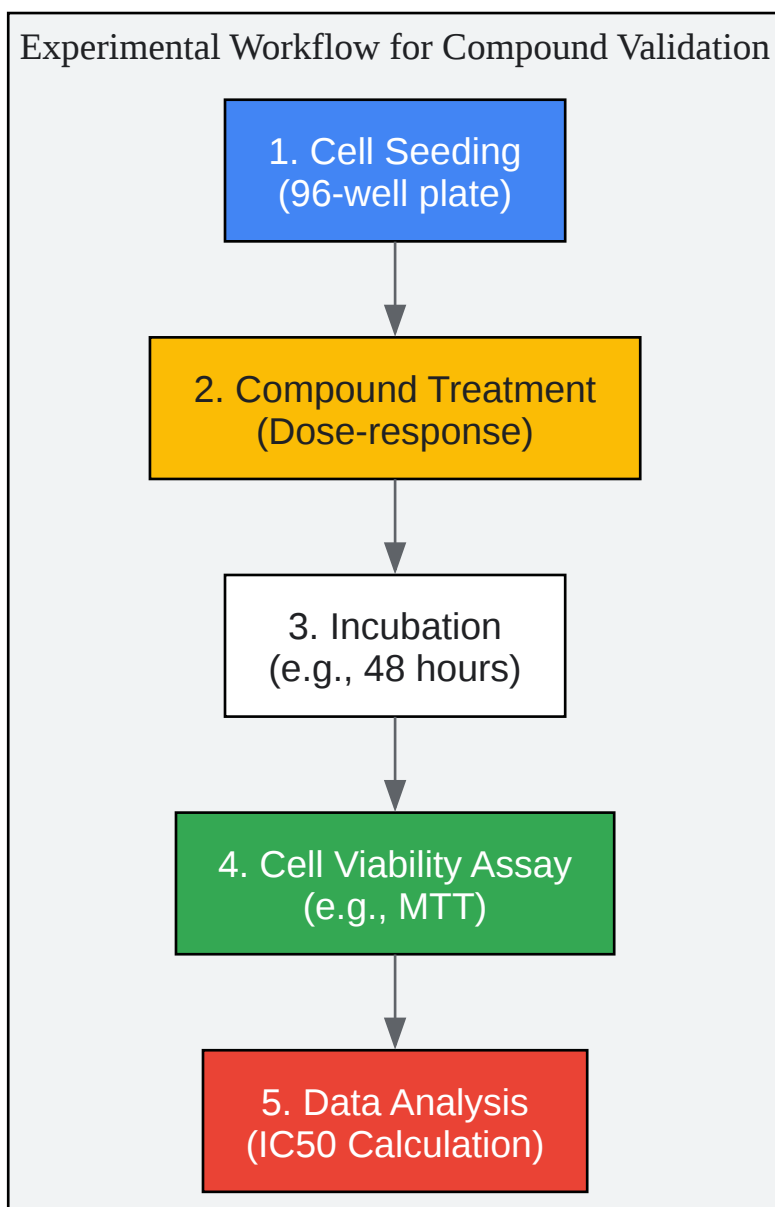 Experimental Workflow for Compound Validation
1. Cell Seeding
(96-well plate)
2. Compound Treatment
(Dose-response)
3. Incubation
(e.g., 48 hours)
4. Cell Viability Assay
(e.g., MTT)
5. Data Analysis
(IC50 Calculation)